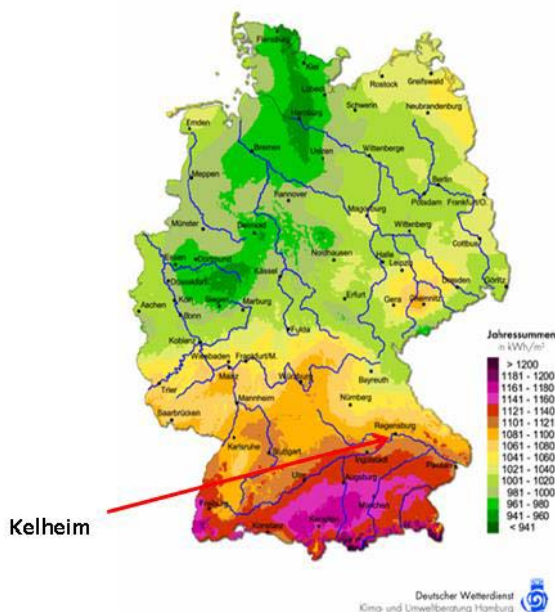 Flensburg
Kiel
Rostock
Greifswald
Lübeck
Schwerin
Hamburg
Neubrandenburg
Emden
Bremen
Uelzen
Wittenberge
Meppen
Berlin
Hannover
Potsdam
Frankfurt/O.
Magdeburg
Münster
Detmold
Wittenberg
Cottbus
Essen
Dortmund
Nordhausen
Halle
Leipzig
Düsseldorf
Kassel
Dresden
Görlitz
Köln
Siegen
Erfurt
Gera
Chemnitz
Aachen
Bonn
Marburg
Jahressummen
in kWh/m²
Koblenz
Fulda
> 1200
Wiesbaden
Frankfurt/M.
1181 - 1200
Mainz
Würzburg
Bayreuth
1161 - 1180
Trier
1141 - 1160
Mannheim
Nürnberg
1121 - 1140
Saarbrücken
1101 - 1120
Regensburg
1081 - 1100
Karlsruhe
1061 - 1080
Stuttgart
Ingolstadt
1041 - 1060
Passau
1021 - 1040
Ulm
Augsburg
1001 - 1020
981 - 1000
Freiburg
München
961 - 980
Kelheim
941 - 960
Konstanz
Kempten
< 941
Deutscher Wetterdienst
Klima- und Umweltberatung Hamburg